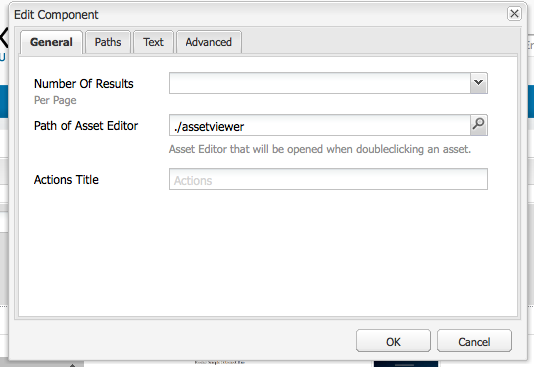 Edit Component
General Paths Text Advanced
Number Of Results
Per Page
Path of Asset Editor ./assetviewer
Asset Editor that will be opened when doubleclicking an asset.
Actions Title Actions
OK Cancel